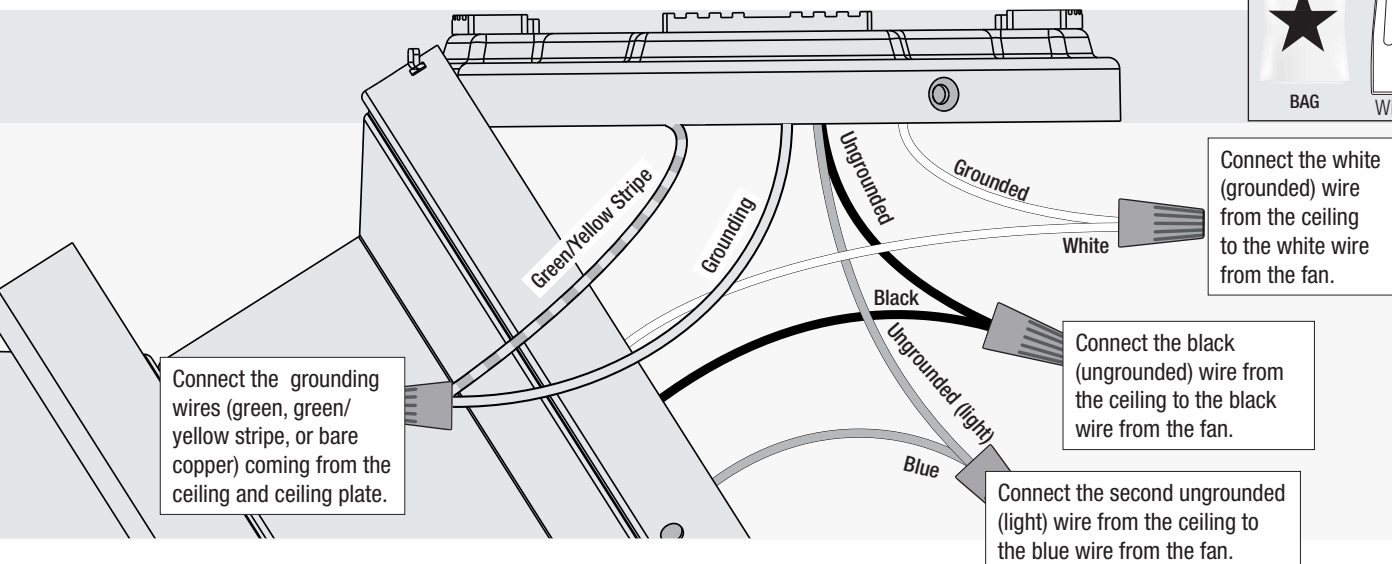 BAG
Connect the white
(grounded) wire
from the ceiling
to the white wire
from the fan.
Green/Yellow Stripe
Grounding
Ungrounded
Grounded
White
Black
Ungrounded (light)
Blue
Connect the grounding
wires (green, green/
yellow stripe, or bare
copper) coming from the
ceiling and ceiling plate.
Connect the black
(ungrounded) wire from
the ceiling to the black
wire from the fan.
Connect the second ungrounded
(light) wire from the ceiling to
the blue wire from the fan.